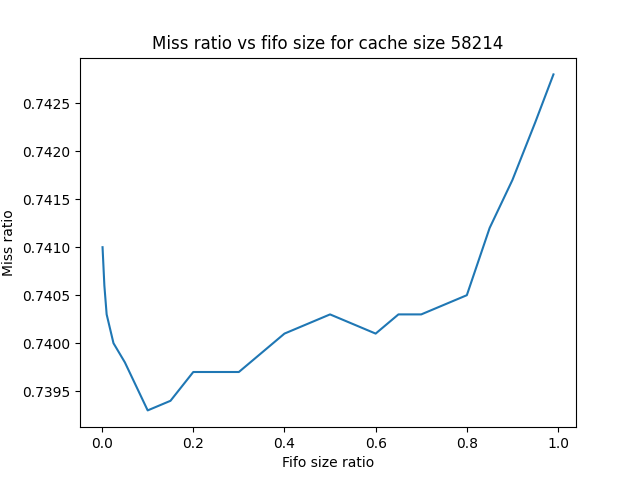 Miss ratio vs fifo size for cache size 58214
Miss ratio
0.7425
0.7420
0.7415
0.7410
0.7405
0.7400
0.7395
0.0 0.2 0.4 0.6 0.8 1.0
Fifo size ratio